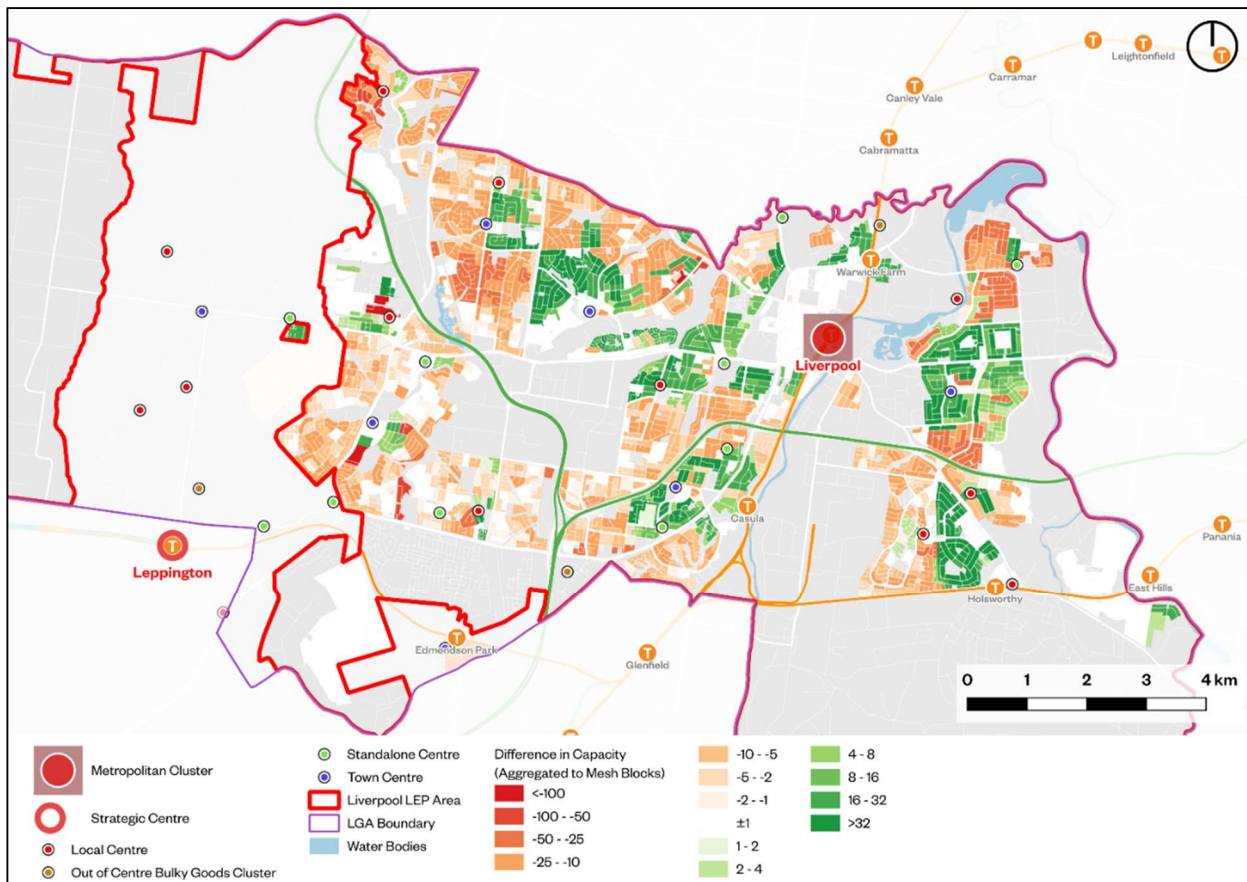 Leightonfield
Carramar
Canley Vale
Cabramatta
Warwick Farm
Liverpool
Casula
Panania
Leppington
East Hills
Holsworthy
Edmondson Park
Glenfield
T
T
T
T
T
T
T
T
T
T
T
T
T
T
0 1 2 3 4 km
Metropolitan Cluster
Strategic Centre
Local Centre
Out of Centre Bulky Goods Cluster
Standalone Centre
Town Centre
Liverpool LEP Area
LGA Boundary
Water Bodies
Difference in Capacity
(Aggregated to Mesh Blocks)
<-100
-100 - -50
-50 - -25
-25 - -10
-10 - -5
-5 - -2
-2 - -1
±1
1 - 2
2 - 4
4 - 8
8 - 16
16 - 32
>32